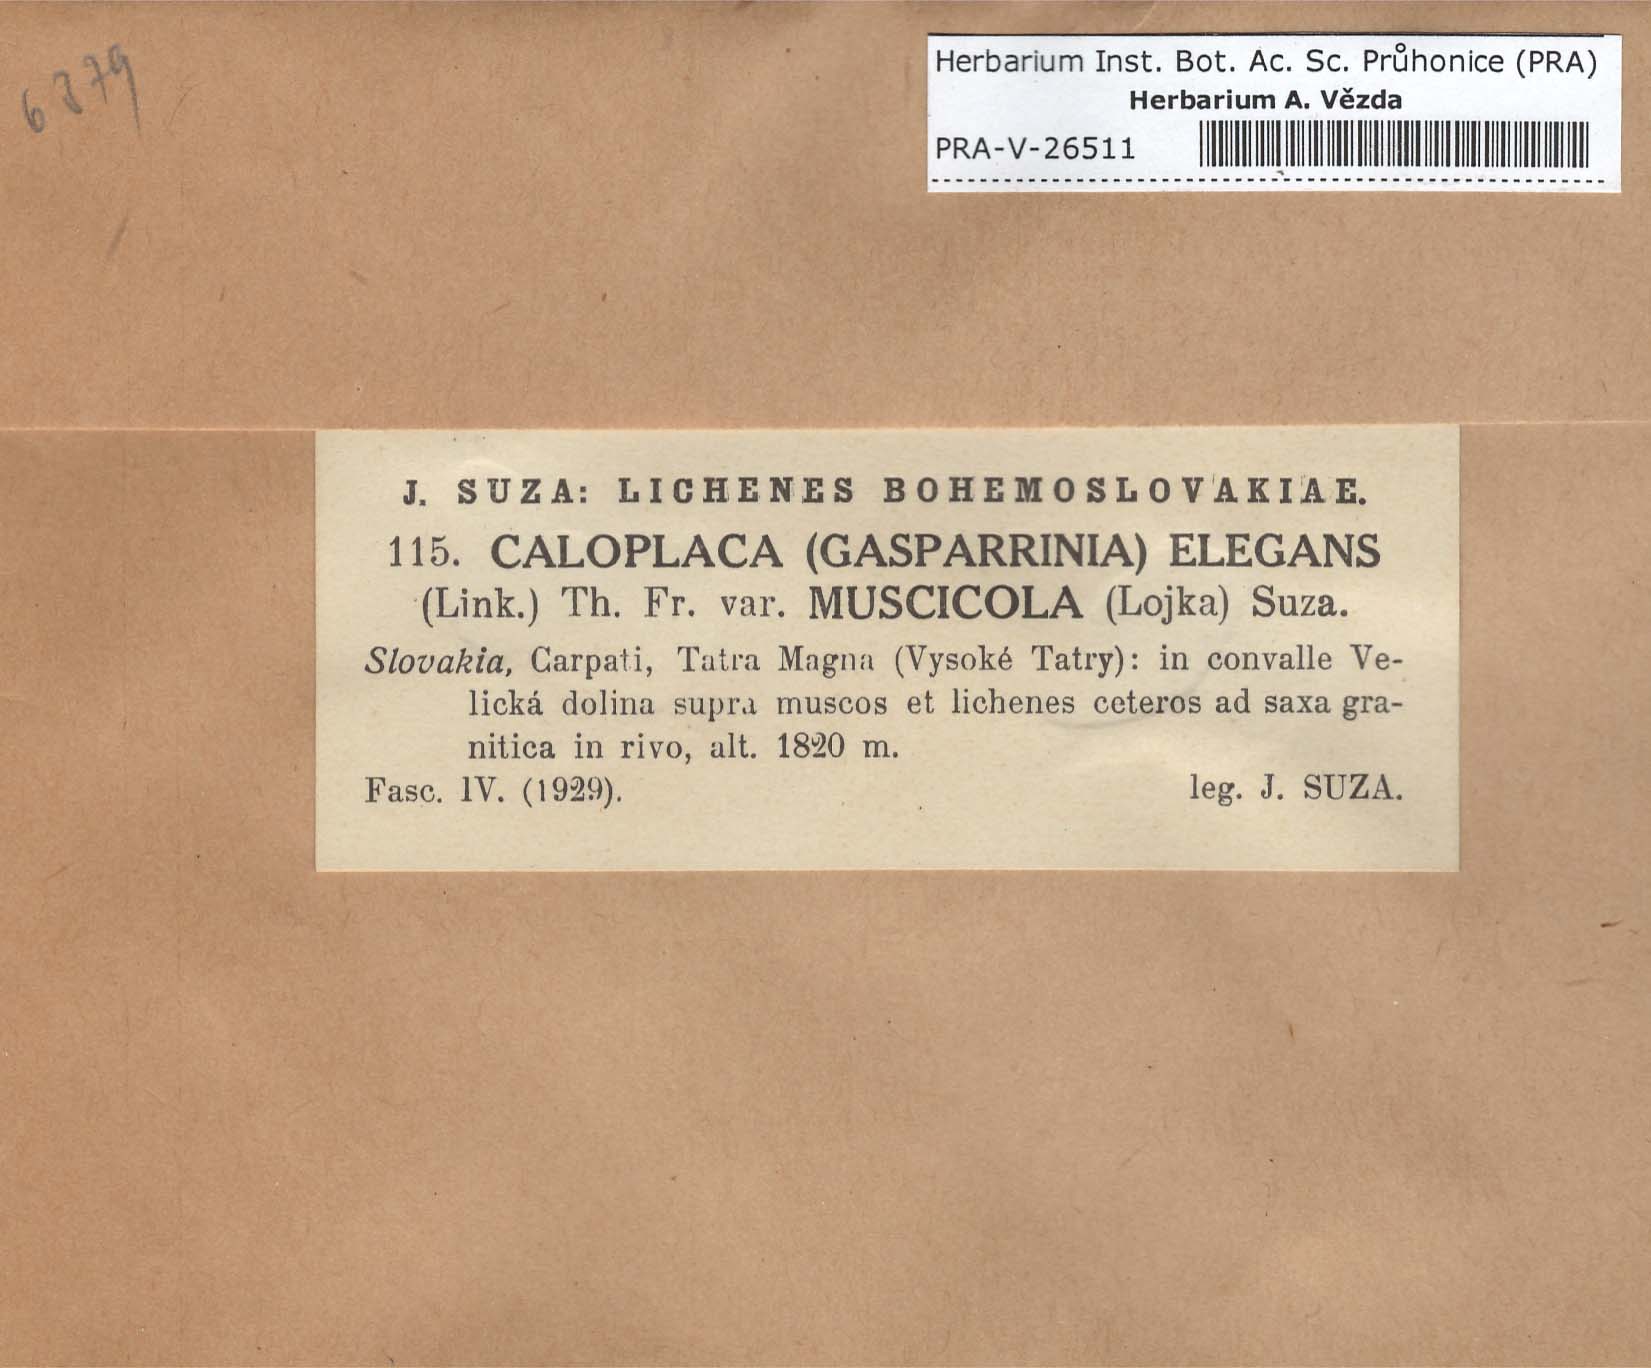 6379
Herbarium Inst. Bot. Ac. Sc. Průhonice (PRA)
Herbarium A. Vězda
PRA-V-26511
J. SUZA: LICHENES BOHEMOSLOVAKIAE.
115. CALOPLACA (GASPARRINIA) ELEGANS
(Link.) Th. Fr. var. MUSCICOLA (Lojka) Suza.
Slovakia, Carpati, Tatra Magna (Vysoké Tatry): in convalle Ve-
lická dolina supra muscos et lichenes ceteros ad saxa gra-
nitica in rivo, alt. 1820 m.
Fasc. IV. (1929). leg. J. SUZA.